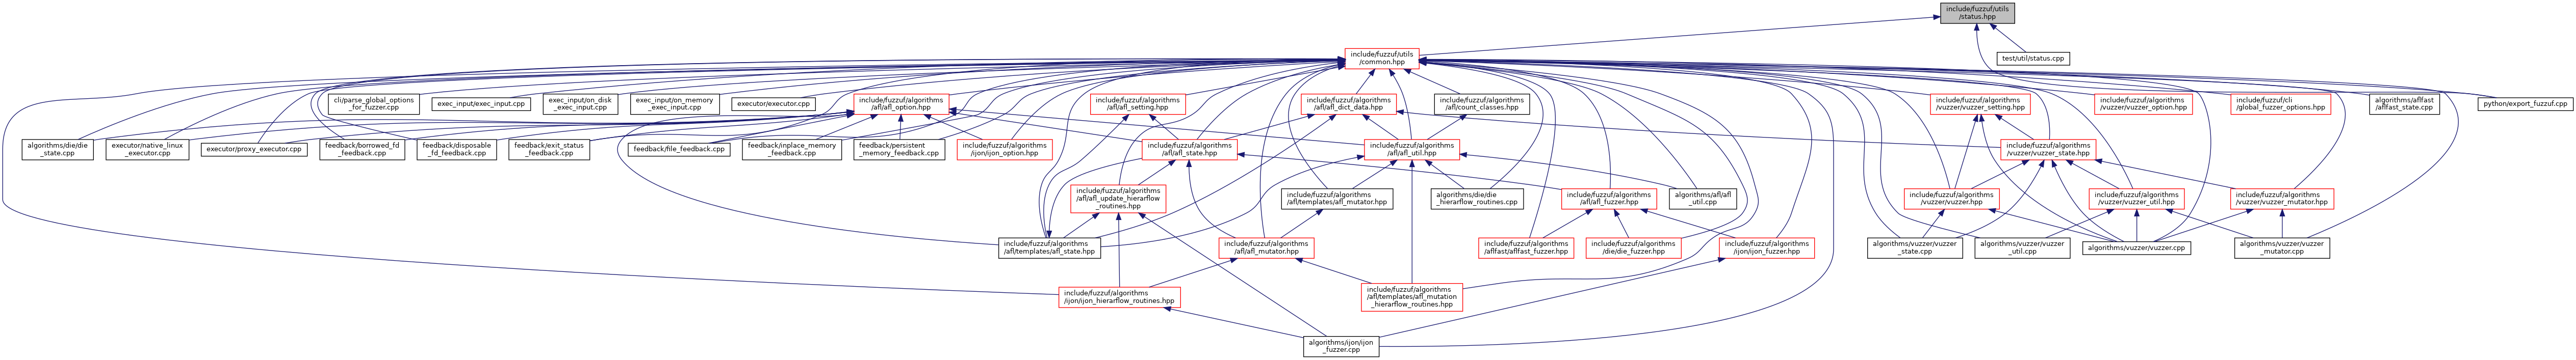 include/fuzzuf/utils
/status.hpp
include/fuzzuf/utils
/common.hpp
test/util/status.cpp
cli/parse_global_options
_for_fuzzer.cpp
exec_input/exec_input.cpp
exec_input/on_disk
_exec_input.cpp
exec_input/on_memory
_exec_input.cpp
executor/executor.cpp
include/fuzzuf/algorithms
/afl/afl_option.hpp
include/fuzzuf/algorithms
/afl/afl_setting.hpp
include/fuzzuf/algorithms
/afl/afl_dict_data.hpp
include/fuzzuf/algorithms
/afl/count_classes.hpp
include/fuzzuf/algorithms
/vuzzer/vuzzer_setting.hpp
include/fuzzuf/algorithms
/vuzzer/vuzzer_option.hpp
include/fuzzuf/cli
/global_fuzzer_options.hpp
algorithms/aflfast
/aflfast_state.cpp
python/export_fuzzuf.cpp
algorithms/die/die
_state.cpp
executor/native_linux
_executor.cpp
executor/proxy_executor.cpp
feedback/borrowed_fd
_feedback.cpp
feedback/disposable
_fd_feedback.cpp
feedback/exit_status
_feedback.cpp
feedback/file_feedback.cpp
feedback/inplace_memory
_feedback.cpp
feedback/persistent
_memory_feedback.cpp
include/fuzzuf/algorithms
/ijon/ijon_option.hpp
include/fuzzuf/algorithms
/afl/afl_state.hpp
include/fuzzuf/algorithms
/afl/afl_util.hpp
include/fuzzuf/algorithms
/vuzzer/vuzzer_state.hpp
include/fuzzuf/algorithms
/afl/afl_update_hierarflow
_routines.hpp
include/fuzzuf/algorithms
/afl/templates/afl_mutator.hpp
algorithms/die/die
_hierarflow_routines.cpp
include/fuzzuf/algorithms
/afl/afl_fuzzer.hpp
algorithms/afl/afl
_util.cpp
include/fuzzuf/algorithms
/vuzzer/vuzzer.hpp
include/fuzzuf/algorithms
/vuzzer/vuzzer_util.hpp
include/fuzzuf/algorithms
/vuzzer/vuzzer_mutator.hpp
include/fuzzuf/algorithms
/afl/templates/afl_state.hpp
include/fuzzuf/algorithms
/afl/afl_mutator.hpp
include/fuzzuf/algorithms
/aflfast/aflfast_fuzzer.hpp
include/fuzzuf/algorithms
/die/die_fuzzer.hpp
include/fuzzuf/algorithms
/ijon/ijon_fuzzer.hpp
algorithms/vuzzer/vuzzer
_state.cpp
algorithms/vuzzer/vuzzer
_util.cpp
algorithms/vuzzer/vuzzer.cpp
algorithms/vuzzer/vuzzer
_mutator.cpp
include/fuzzuf/algorithms
/ijon/ijon_hierarflow_routines.hpp
include/fuzzuf/algorithms
/afl/templates/afl_mutation
_hierarflow_routines.hpp
algorithms/ijon/ijon
_fuzzer.cpp